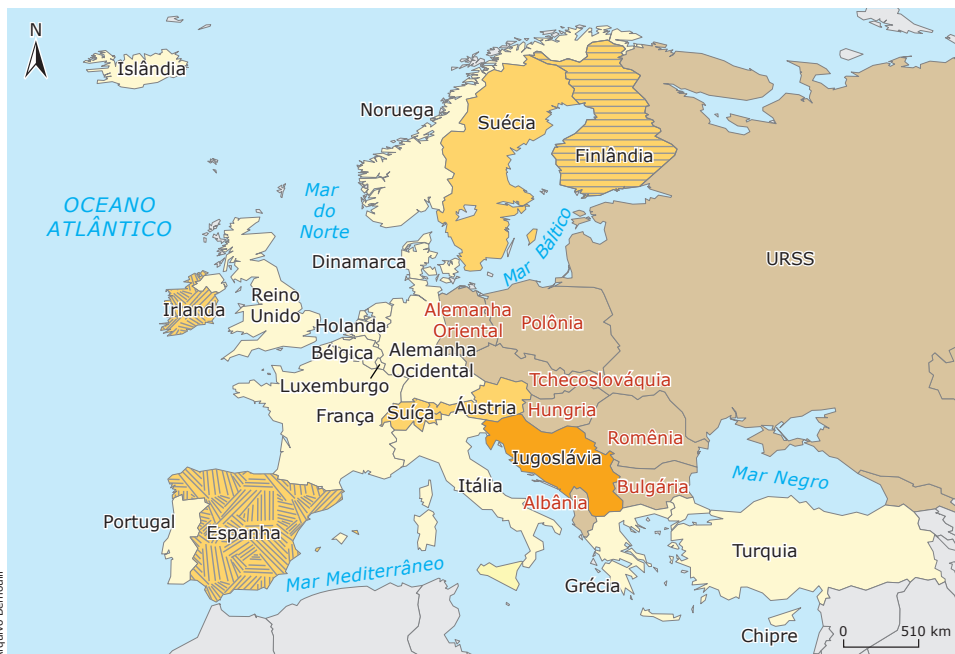 N
Islândia
Noruega
Suécia
Finlândia
OCEANO
ATLÂNTICO
Mar
do
Norte
Mar Báltico
URSS
Dinamarca
Irlanda
Reino
Unido
Holanda
Alemanha
Oriental
Polônia
Bélgica
Alemanha
Ocidental
Luxemburgo
Tchecoslováquia
França
Suíça
Áustria
Hungria
Romênia
Iugoslávia
Mar Negro
Itália
Albânia
Bulgária
Portugal
Espanha
Mar Mediterrâneo
Grécia
Turquia
Chipre
0 510 km